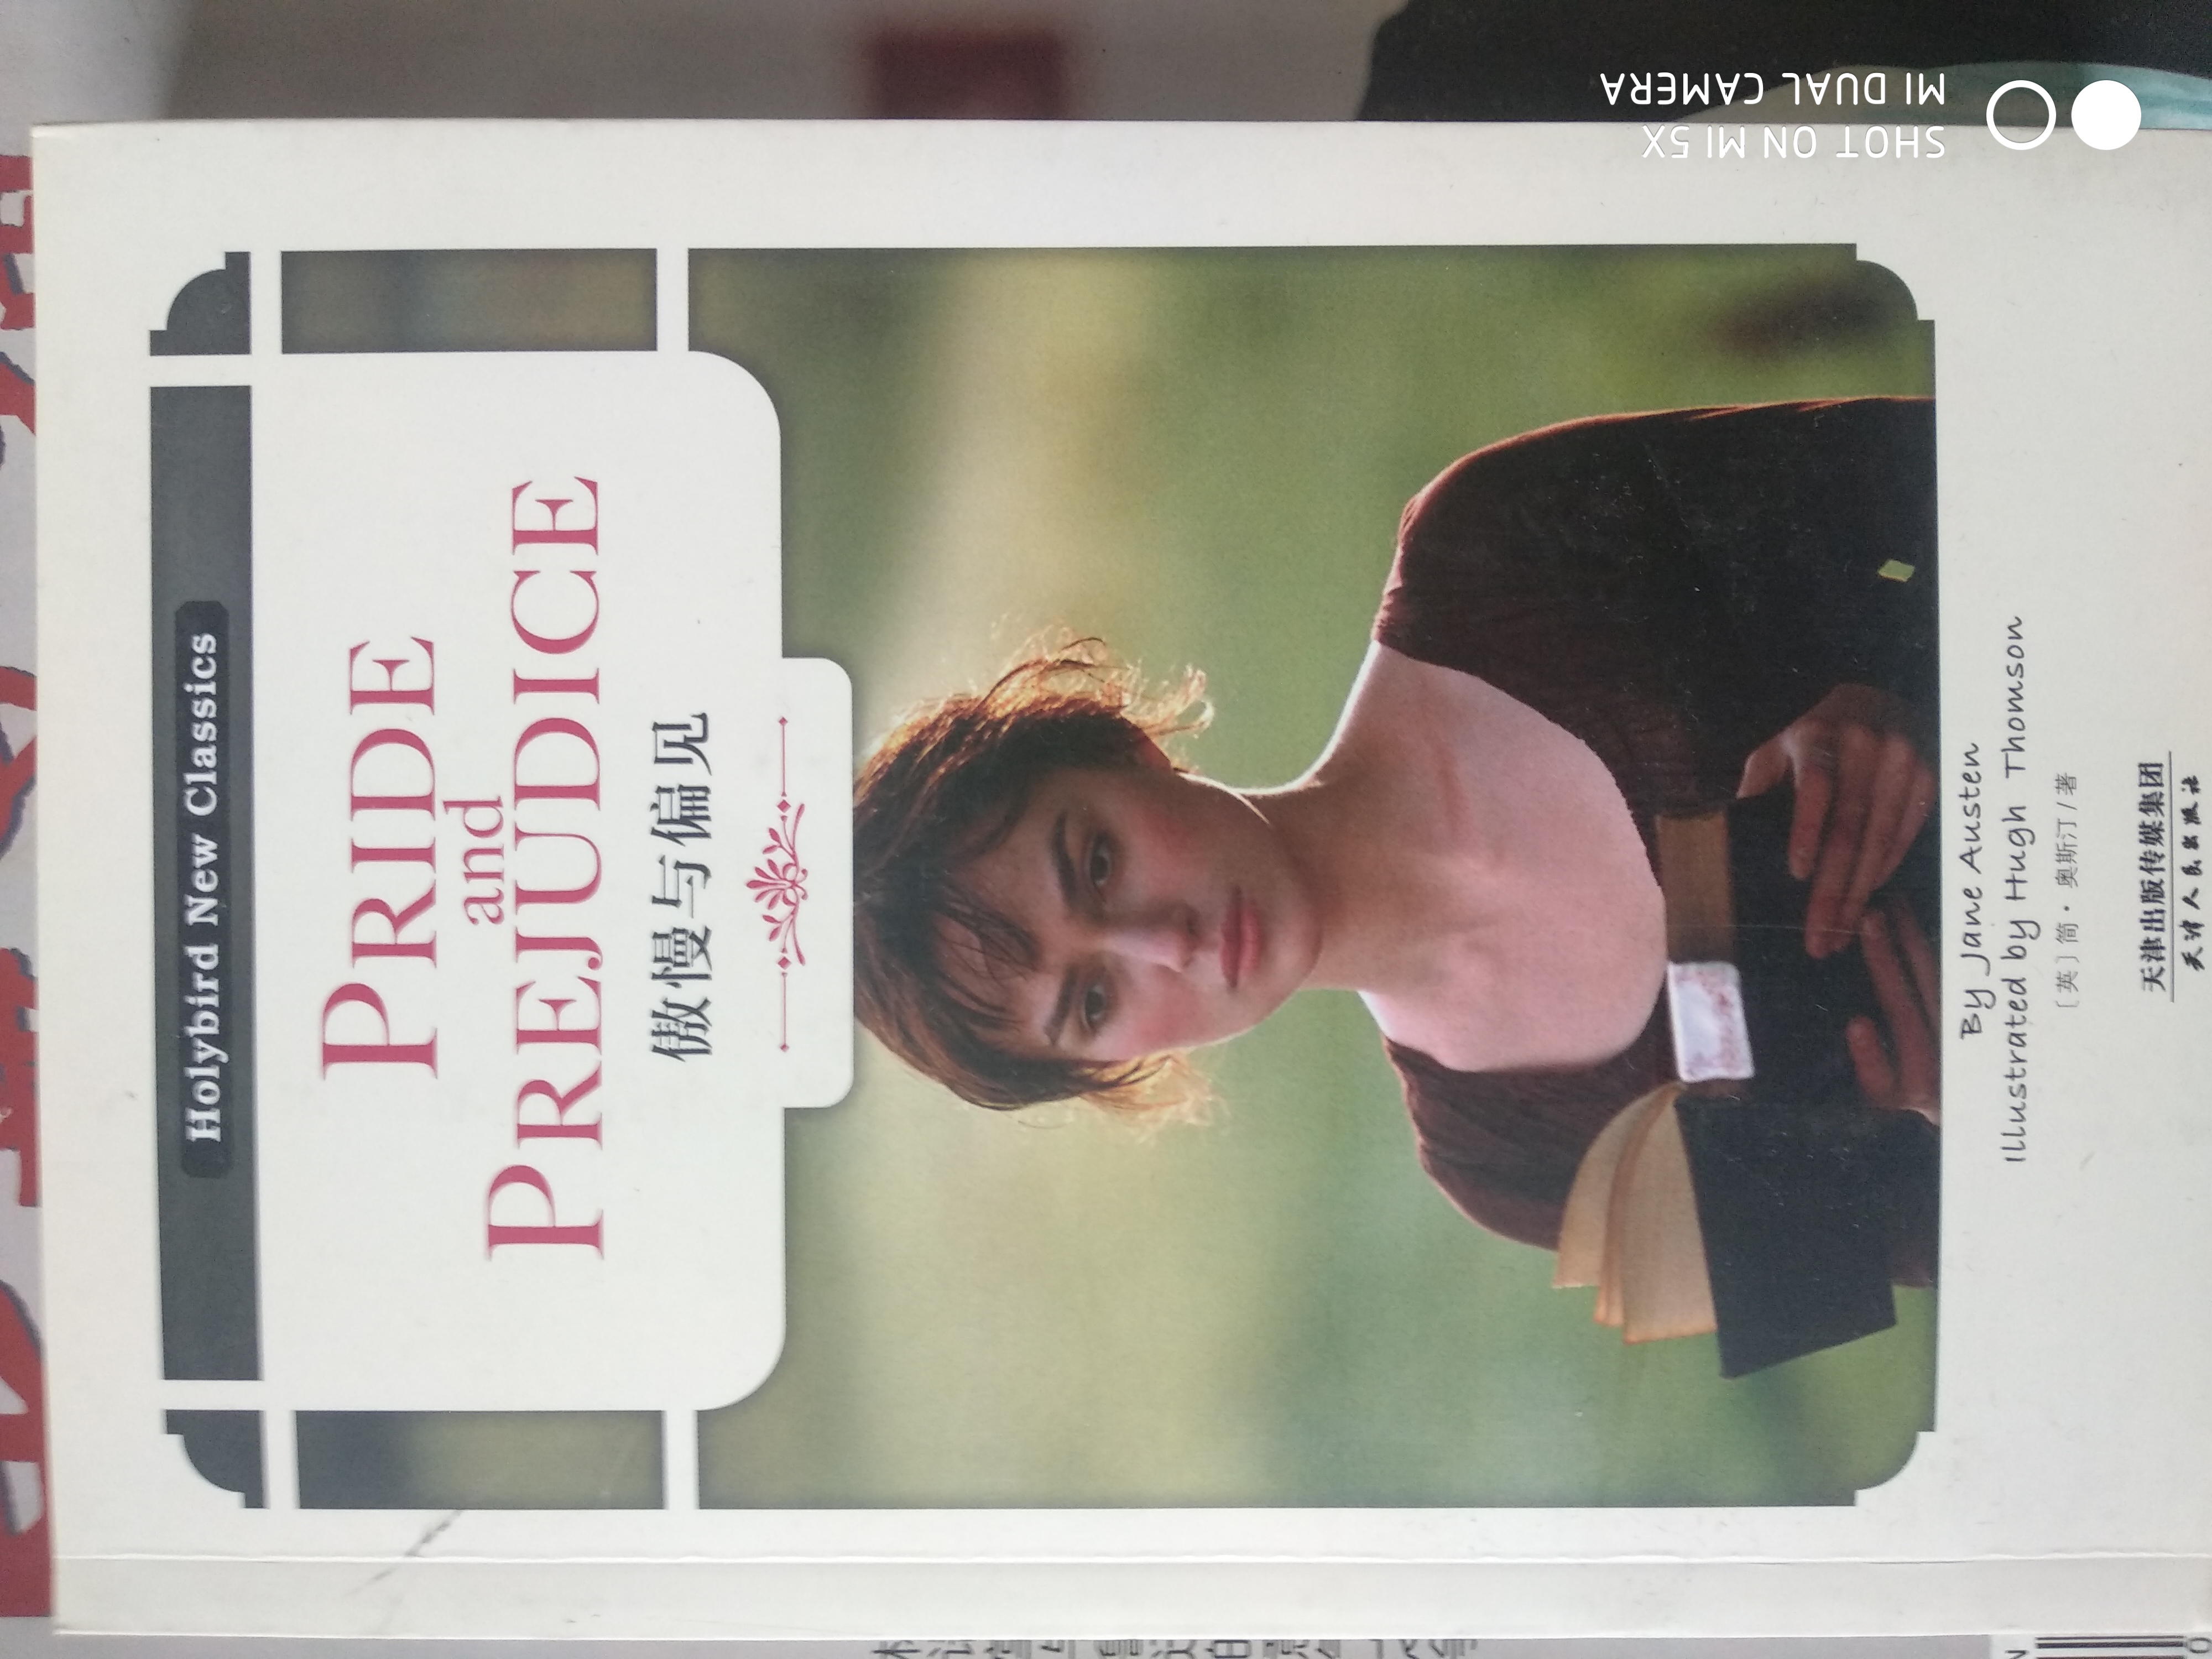 Holybird New Classics
PRIDE
and
PREJUDICE
傲慢与偏见
By Jane Austen
Illustrated by Hugh Thomson
〔英〕简·奥斯汀/著
天津出版传媒集团
天津人民出版社
SHOT ON MI 5X
MI DUAL CAMERA